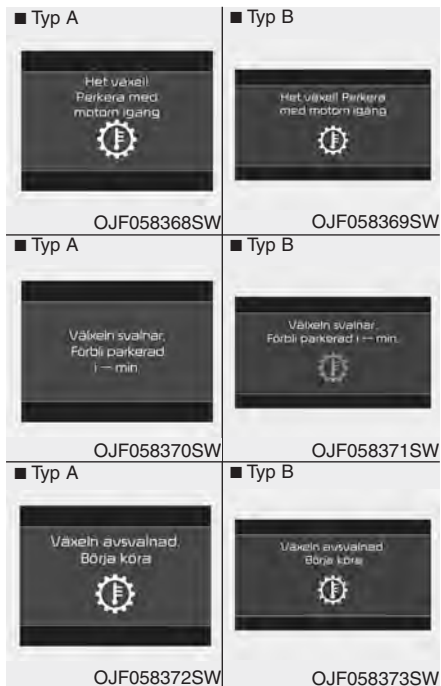 ■ Typ A
Het växel!
Parkera med
motorn igång
OJF058368SW
■ Typ B
Het växel! Parkera
med motorn igång
OJF058369SW
■ Typ A
Växeln svalnar,
Förbli parkerad
i -- min
OJF058370SW
■ Typ B
Växeln svalnar.
Förbli parkerad i -- min.
OJF058371SW
■ Typ A
Växeln avsvalnad.
Börja köra
OJF058372SW
■ Typ B
Växeln avsvalnad
Börja köra
OJF058373SW